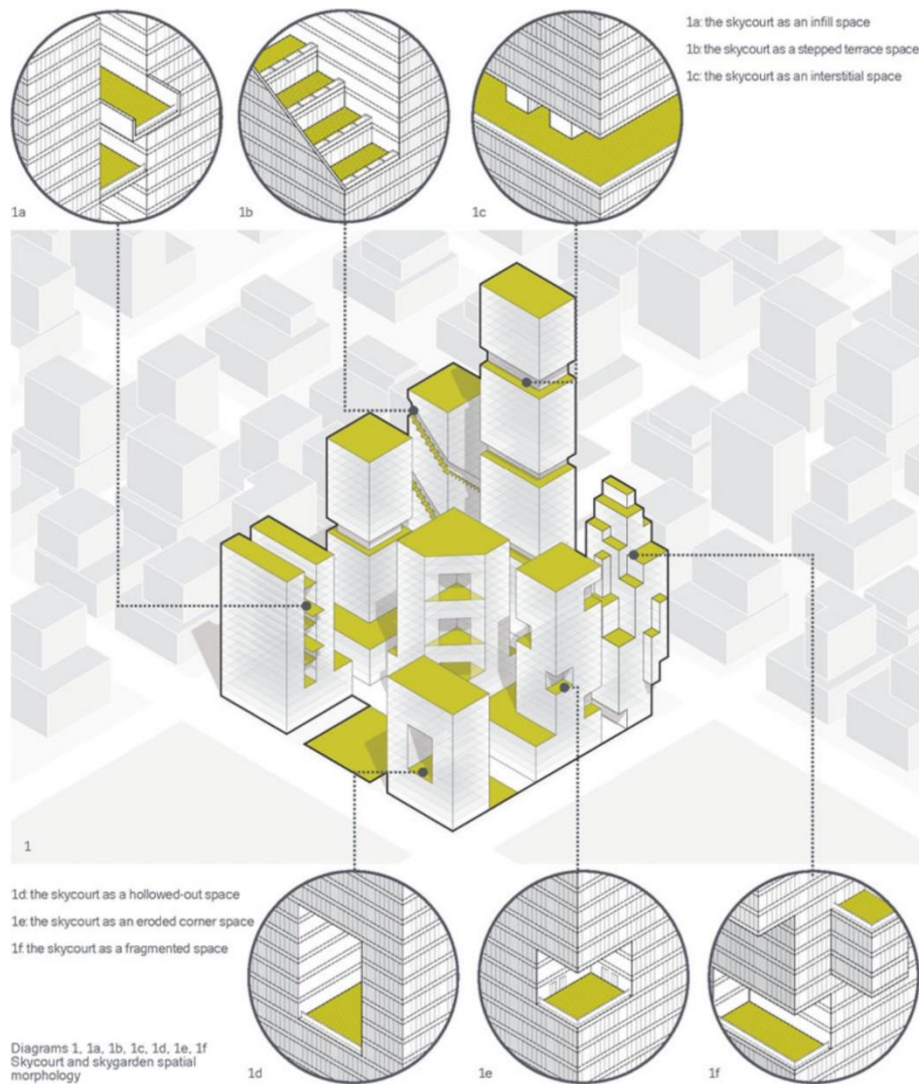 1a: the skycourt as an infill space
1b: the skycourt as a stepped terrace space
1c: the skycourt as an interstitial space
1a
1b
1c
1
1d: the skycourt as a hollowed-out space
1e: the skycourt as an eroded corner space
1f: the skycourt as a fragmented space
Diagrams 1, 1a, 1b, 1c, 1d, 1e, 1f
Skycourt and skygarden spatial
morphology
1d
1e
1f